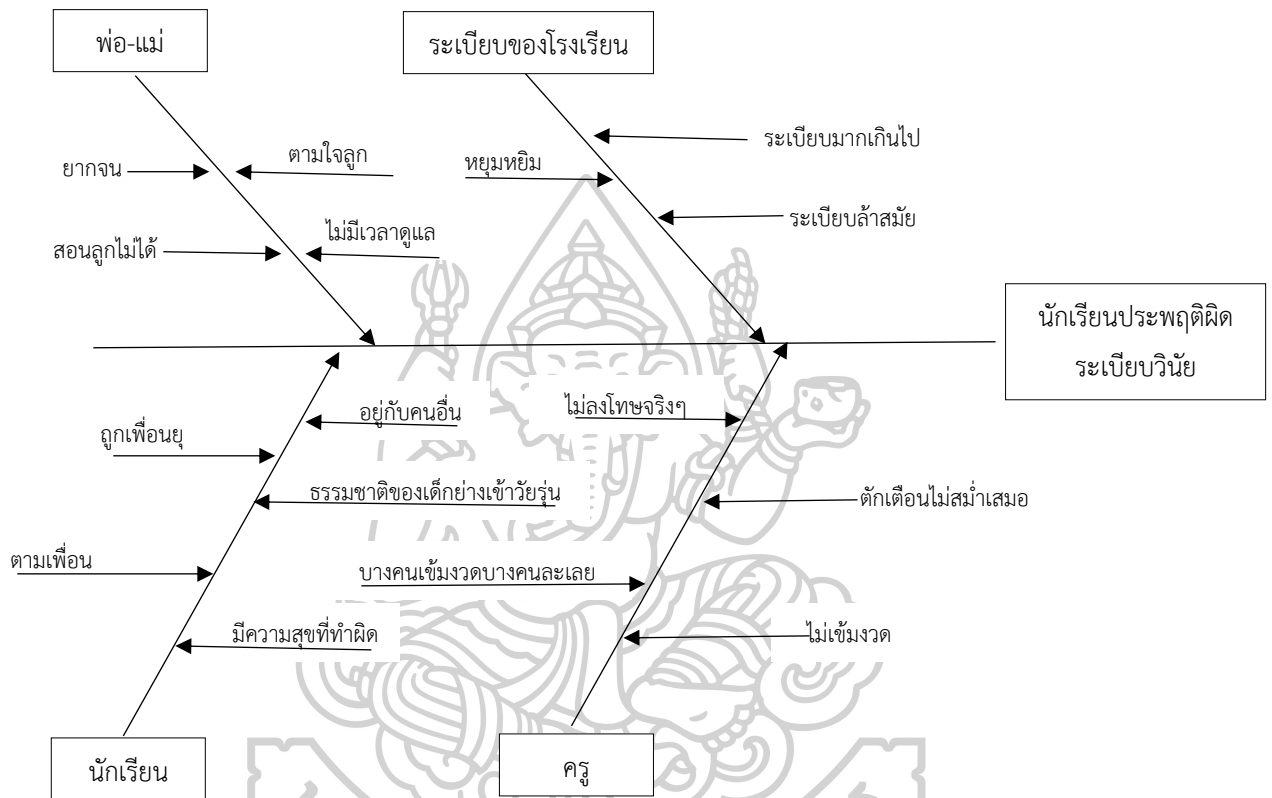 พ่อ-แม่
ระเบียบของโรงเรียน
ระเบียบมากเกินไป
ตามใจลูก
หยุมหยิม
ยากจน
ระเบียบล้าสมัย
ไม่มีเวลาดูแล
สอนลูกไม่ได้
นักเรียนประพฤติผิด
ระเบียบวินัย
อยู่กับคนอื่น
ไม่ลงโทษจริงๆ
ถูกเพื่อนยุ
ธรรมชาติของเด็กย่างเข้าวัยรุ่น
ตักเตือนไม่สม่ำเสมอ
ตามเพื่อน
บางคนเข้มงวดบางคนละเลย
มีความสุขที่ทำผิด
ไม่เข้มงวด
นักเรียน
ครู